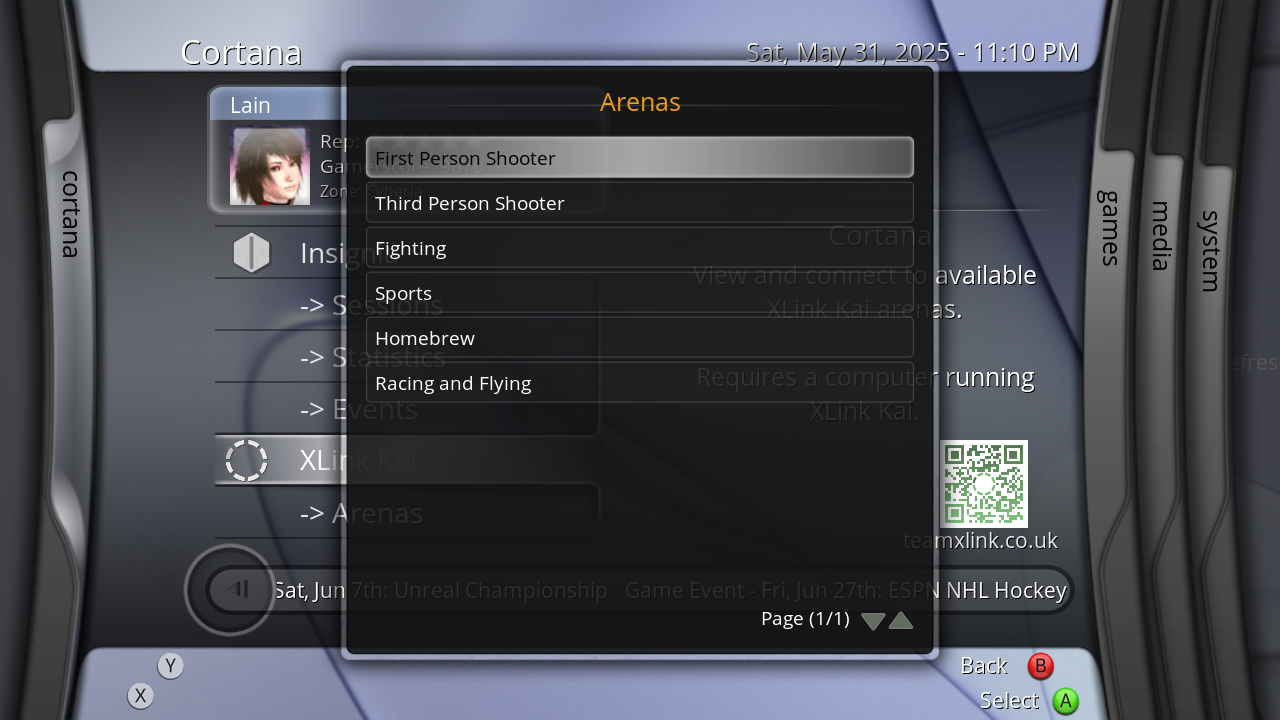 Cortana
Sat, May 31, 2025 - 11:10 PM
Lain
Arenas
Rep:
Zone: Cyberia
First Person Shooter
Third Person Shooter
Fighting
Sports
Homebrew
Racing and Flying
cortana
-> Sessions
-> Statistics
-> Events
XLink Kai
-> Arenas
Cortana
View and connect to available
XLink Kai arenas.
Requires a computer running
XLink Kai.
teamxlink.co.uk
Sat, Jun 7th: Unreal Championship Game Event - Fri, Jun 27th: ESPN NHL Hockey
Page (1/1)
games
media
system
Y
X
Back B
Select A